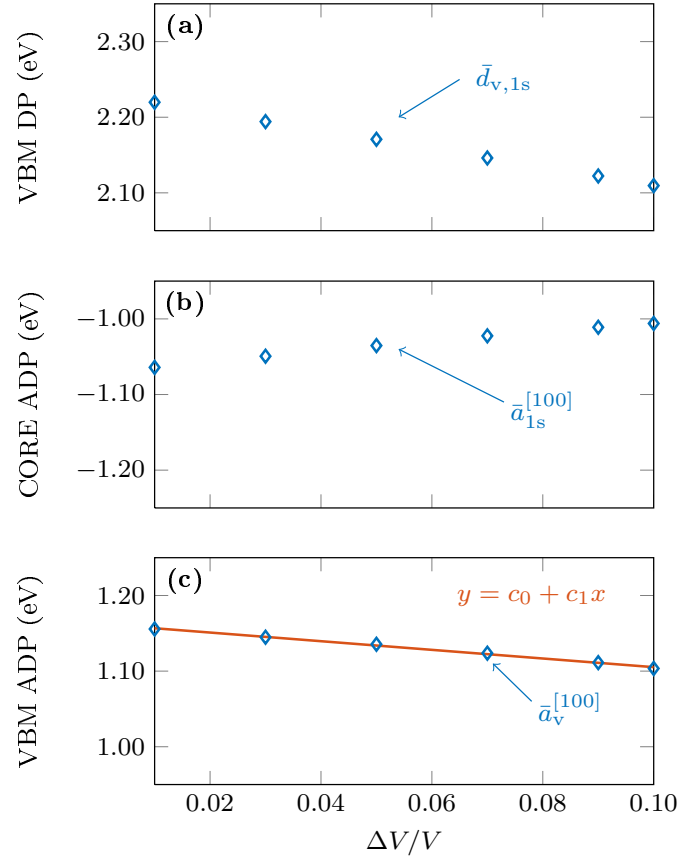 (a)
VBM DP (eV)
2.30
2.20
2.10
d̄v,1s
(b)
CORE ADP (eV)
−1.00
−1.10
−1.20
ā1s[100]
(c)
VBM ADP (eV)
1.20
1.10
1.00
y = c0 + c1x
āv[100]
0.02 0.04 0.06 0.08 0.10
ΔV/V